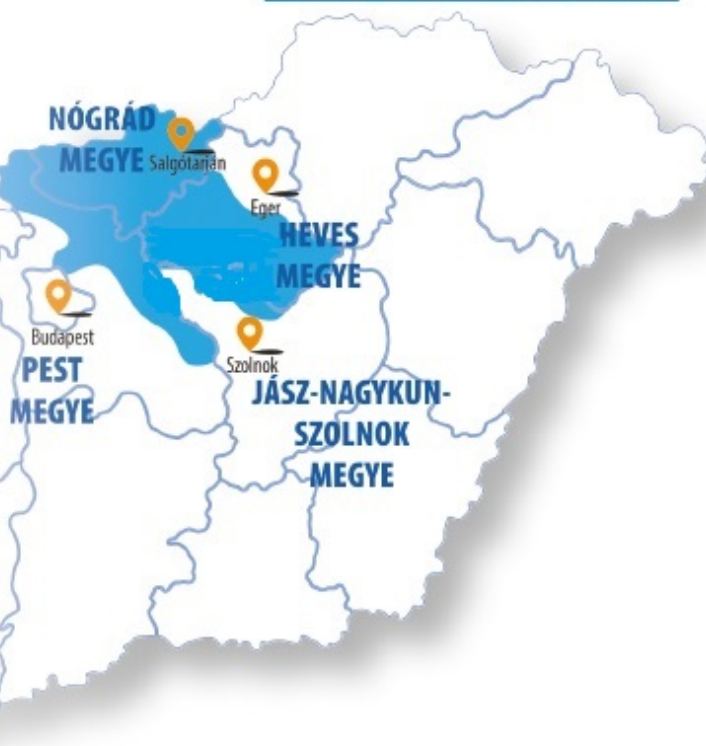 NÓGRÁD
MEGYE
Salgótarján
Eger
HEVES
MEGYE
Budapest
PEST
MEGYE
Szolnok
JÁSZ-NAGYKUN-
SZOLNOK
MEGYE